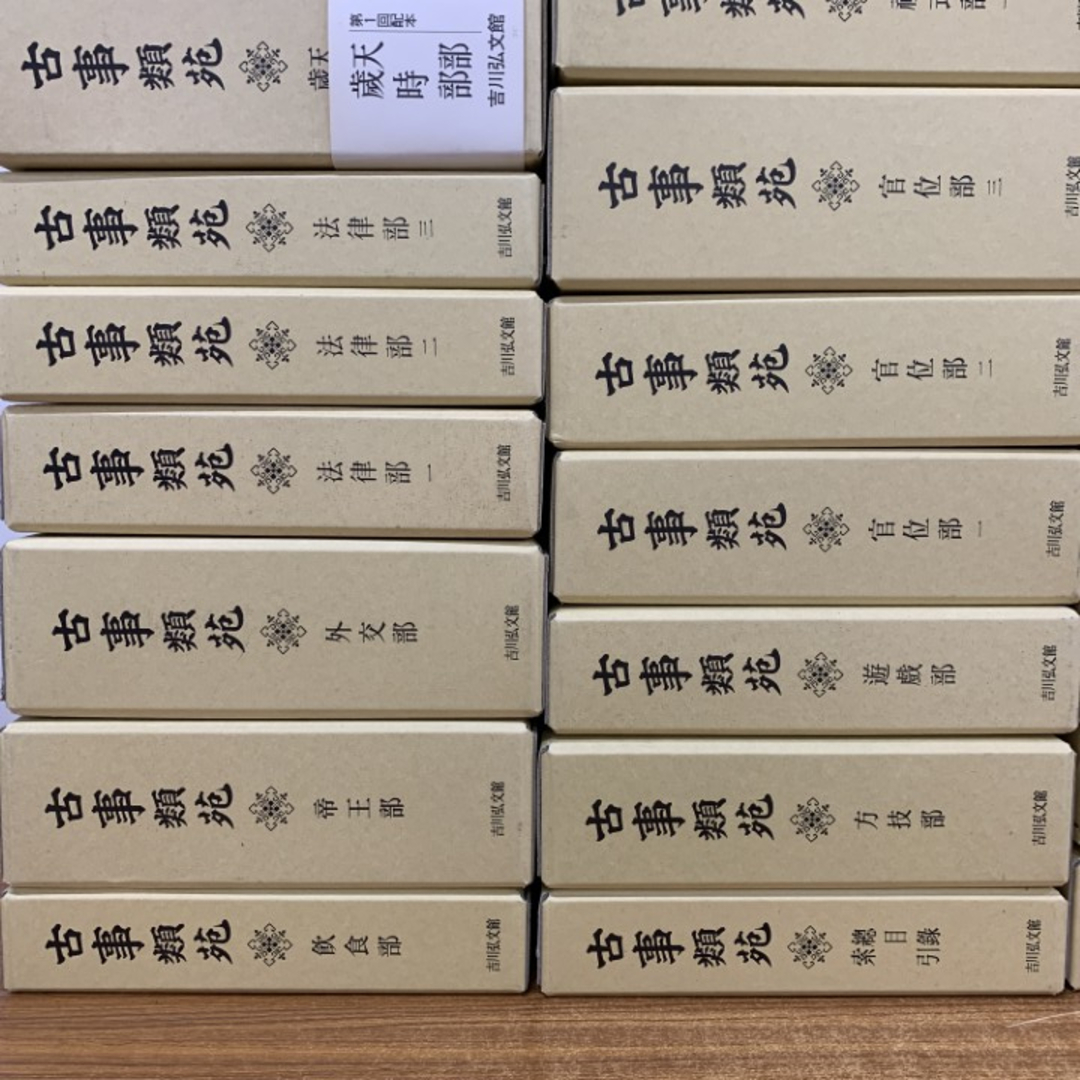 古事類苑 歳天
第1回配本
天部
歳時部
吉川弘文館
古事類苑 法律部 三 吉川弘文館
古事類苑 法律部 二 吉川弘文館
古事類苑 法律部 一 吉川弘文館
古事類苑 外交部 吉川弘文館
古事類苑 帝王部 吉川弘文館
古事類苑 飮食部 吉川弘文館
古事類苑
古事類苑 官位部 三 吉川弘文館
古事類苑 官位部 二 吉川弘文館
古事類苑 官位部 一 吉川弘文館
古事類苑 遊戲部 吉川弘文館
古事類苑 方技部 吉川弘文館
古事類苑 總目錄 索引 吉川弘文館